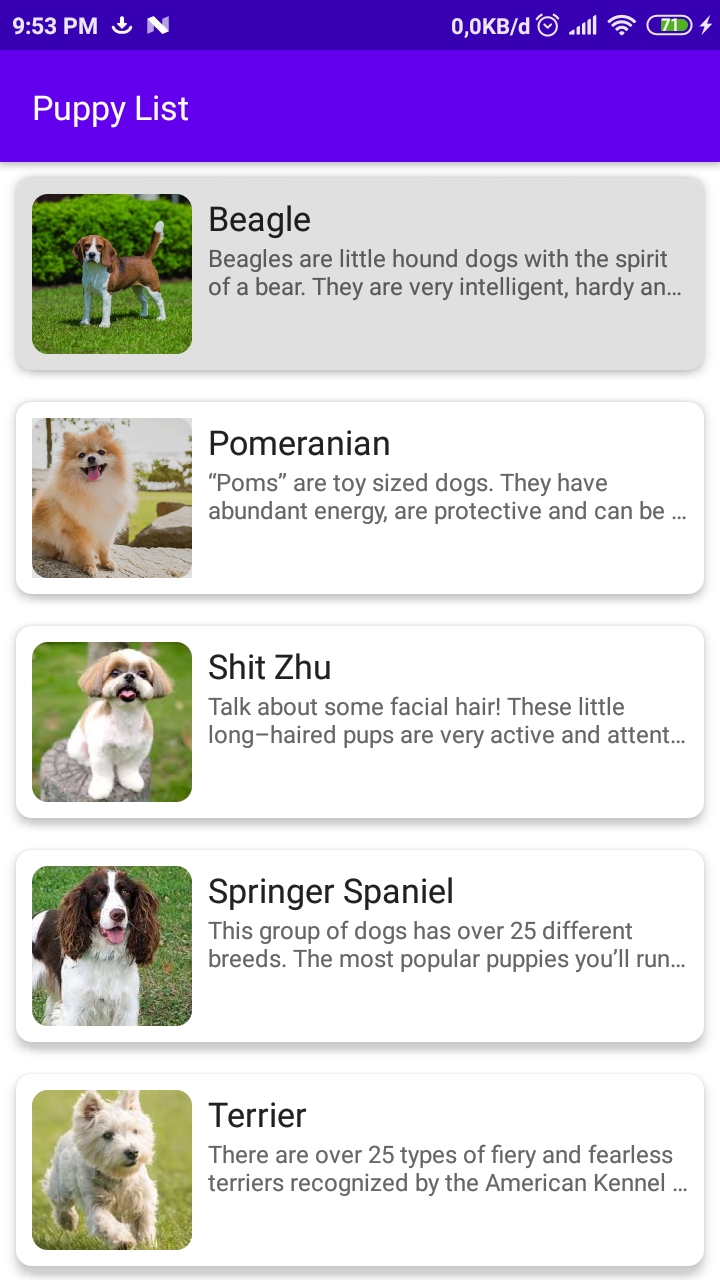 9:53 PM 0,0KB/d 71
Puppy List
Beagle
Beagles are little hound dogs with the spirit
of a bear. They are very intelligent, hardy an…
Pomeranian
“Poms” are toy sized dogs. They have
abundant energy, are protective and can be …
Shit Zhu
Talk about some facial hair! These little
long–haired pups are very active and attent…
Springer Spaniel
This group of dogs has over 25 different
breeds. The most popular puppies you’ll run…
Terrier
There are over 25 types of fiery and fearless
terriers recognized by the American Kennel …